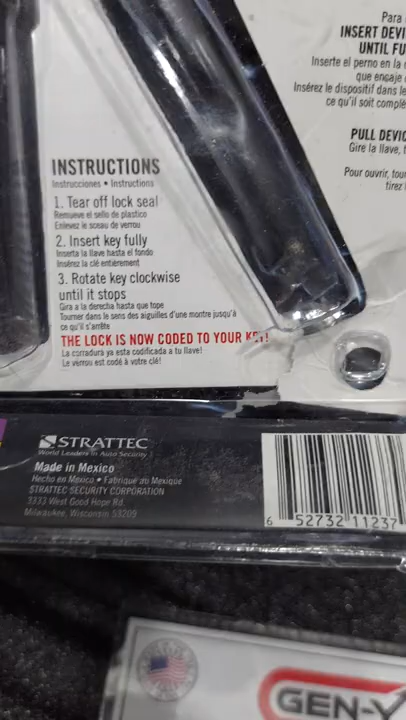 Para
INSERT DEVI
UNTIL FU
Inserte el perno en la
que encaje
Insérez le dispositif dans le
ce qu'il soit complè
PULL DEVIC
Gire la llave, t
Pour ouvrir, tour
tirez l
INSTRUCTIONS
Instrucciones • Instructions
1. Tear off lock seal
Remueve el sello de plastico
Enlevez le sceau de verrou
2. Insert key fully
Inserta la llave hasta el fondo
Insérez la clé entièrement
3. Rotate key clockwise
until it stops
Gira a la derecha hasta que tope
Tourner dans le sens des aiguilles d'une montre jusqu'à
ce qu'il s'arrête
THE LOCK IS NOW CODED TO YOUR KEY!
La corradura ya esta codificada a tu llave!
Le verrou est codé à votre clé!
STRATTEC
World Leaders in Auto Security
Made in Mexico
Hecho en Mexico • Fabriqué au Mexique
STRATTEC SECURITY CORPORATION
3333 West Good Hope Rd.
Milwaukee, Wisconsin 53209
6 52732 11237
GEN-Y